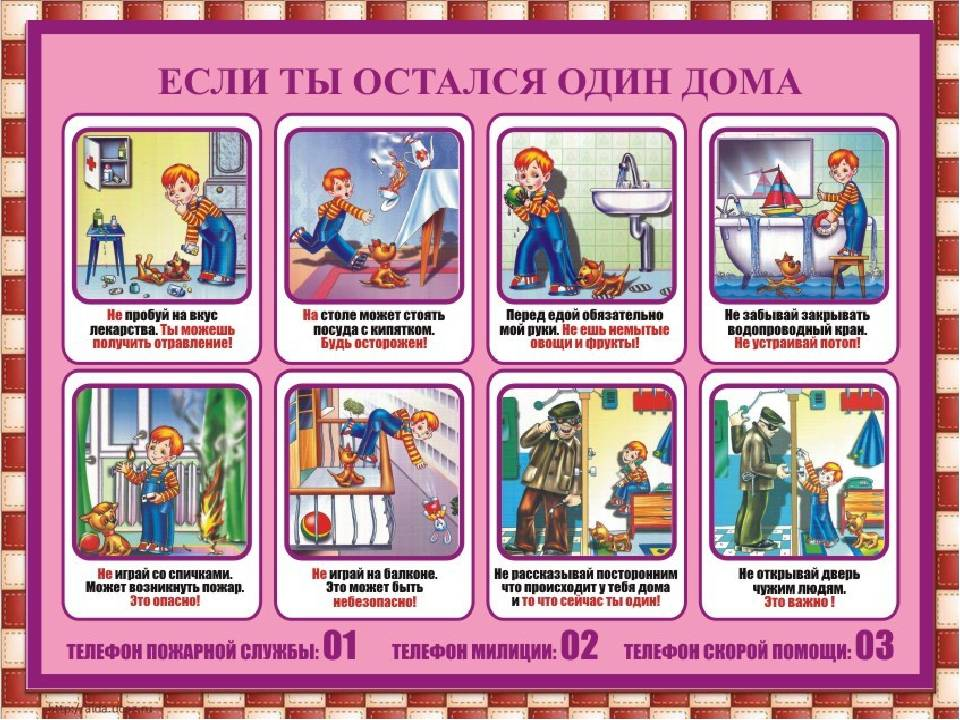 ЕСЛИ ТЫ ОСТАЛСЯ ОДИН ДОМА
Не пробуй на вкус
лекарства. Ты можешь
получить отравление!
На столе может стоять
посуда с кипятком.
Будь осторожен!
Перед едой обязательно
мой руки. Не ешь немытые
овощи и фрукты!
Не забывай закрывать
водопроводный кран.
Не устраивай потоп!
Не играй со спичками.
Может возникнуть пожар.
Это опасно!
Не играй на балконе.
Это может быть
небезопасно!
Не рассказывай посторонним
что происходит у тебя дома
и то что сейчас ты один!
Не открывай дверь
чужим людям.
Это важно !
ТЕЛЕФОН ПОЖАРНОЙ СЛУЖБЫ: 01 ТЕЛЕФОН МИЛИЦИИ: 02 ТЕЛЕФОН СКОРОЙ ПОМОЩИ: 03